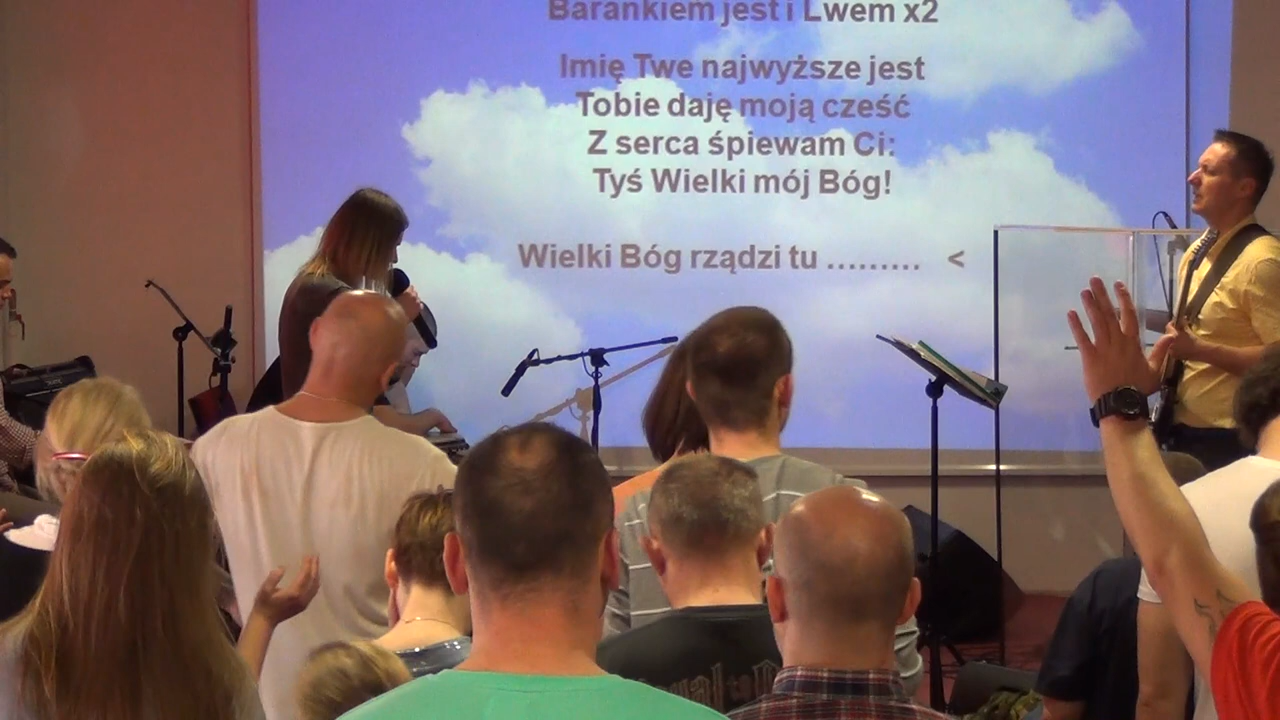 Barankiem jest i Lwem x2
Imię Twe najwyższe jest
Tobie daję moją cześć
Z serca śpiewam Ci:
Tyś Wielki mój Bóg!
Wielki Bóg rządzi tu ......... <